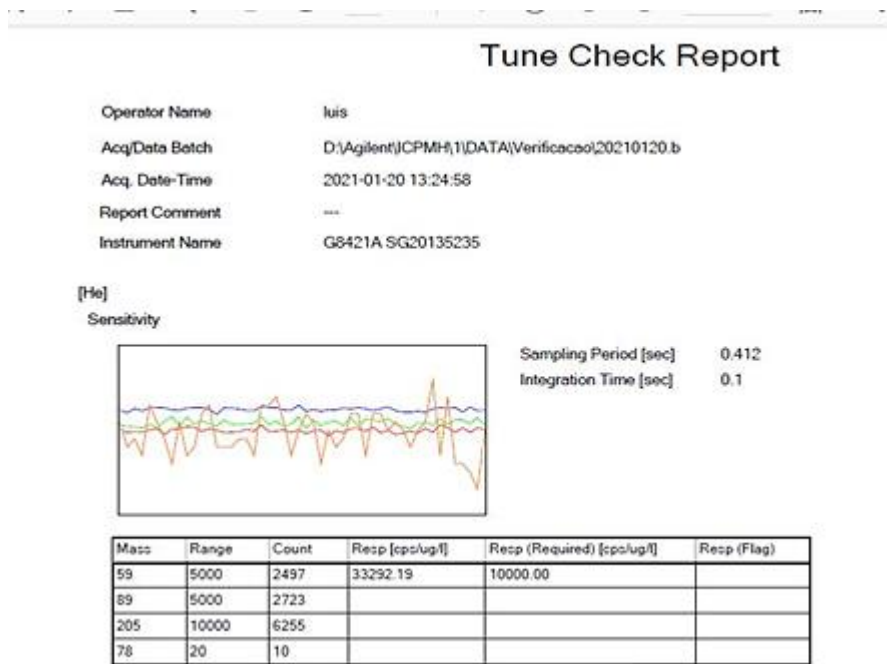 Tune Check Report
Operator Name luis
Acq/Data Batch D:\Agilent\ICPMH\1\DATA\Verificacao\20210120.b
Acq. Date-Time 2021-01-20 13:24:58
Report Comment ---
Instrument Name G8421A SG20135235
[He]
Sensitivity
Sampling Period [sec] 0.412
Integration Time [sec] 0.1
Mass Range Count Resp [cps/ug/l] Resp (Required) [cps/ug/l] Resp (Flag)
59 5000 2497 33292.19 10000.00
89 5000 2723
205 10000 6255
78 20 10